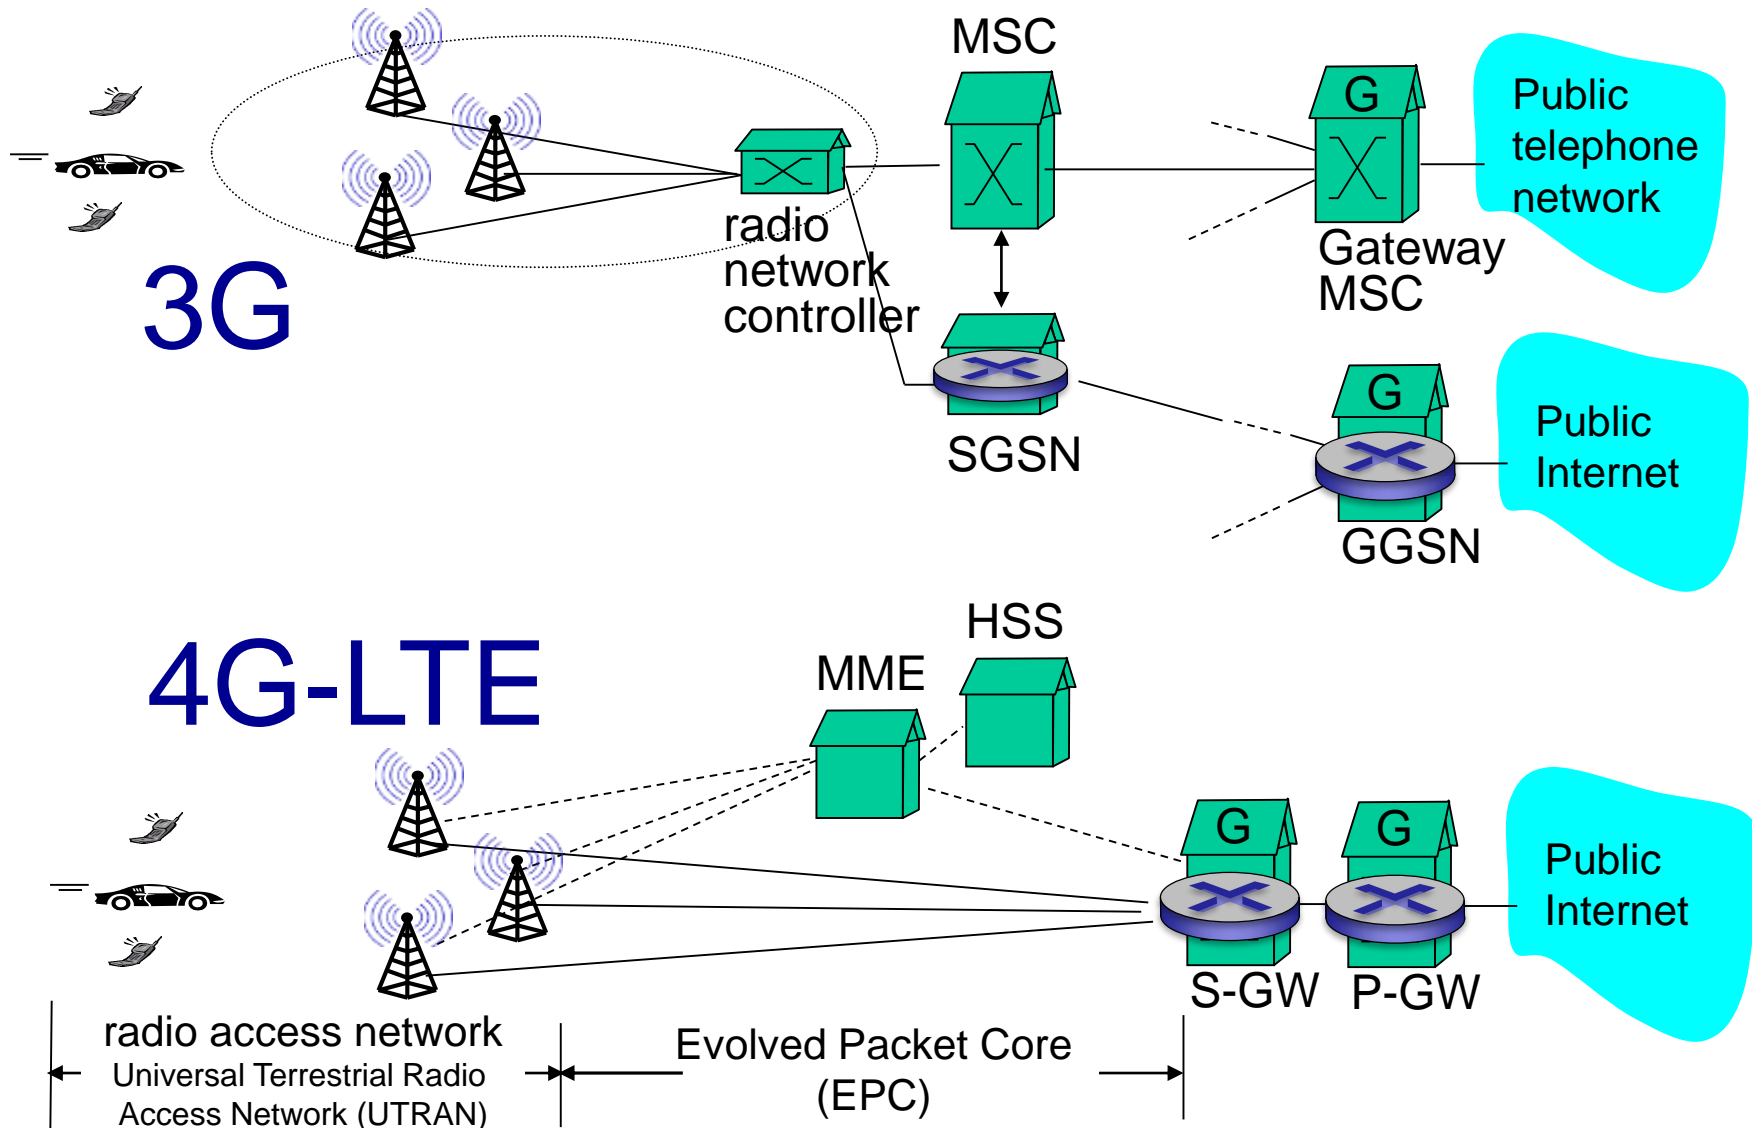 MSC
G
Public
telephone
network
radio
network
controller
Gateway
MSC
3G
SGSN
G
Public
Internet
GGSN
4G-LTE
HSS
MME
G
G
Public
Internet
S-GW
P-GW
radio access network
Universal Terrestrial Radio
Access Network (UTRAN)
Evolved Packet Core
(EPC)